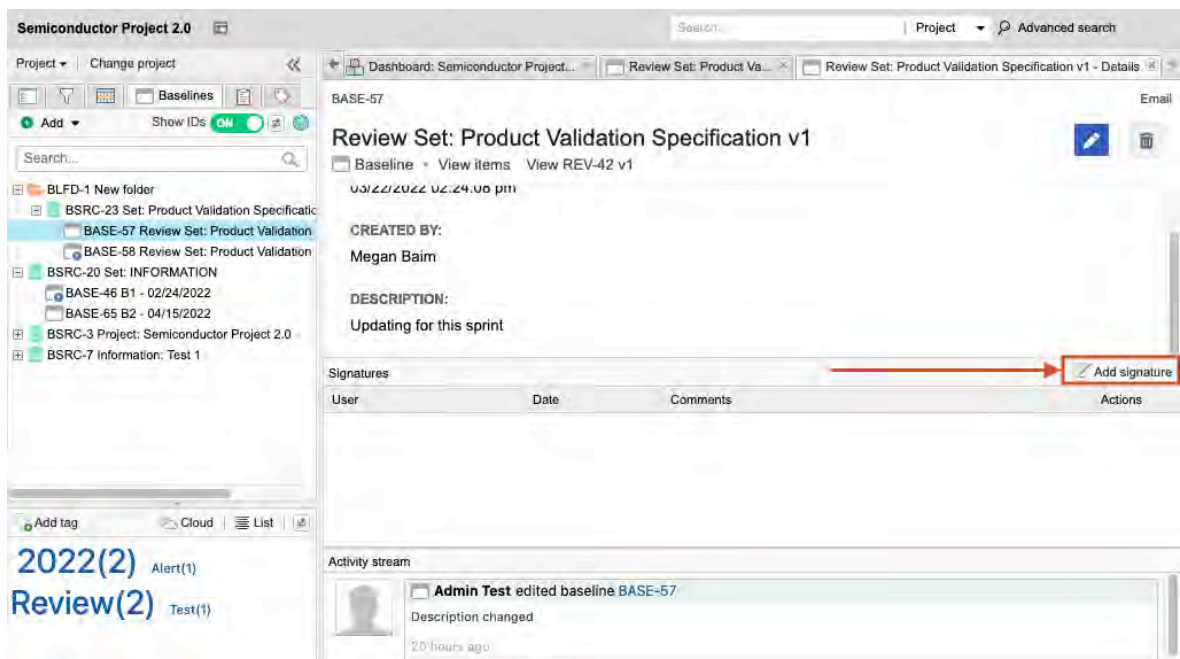 Semiconductor Project 2.0
Search... Project Advanced search
Project Change project
Dashboard: Semiconductor Project... Review Set: Product Va... Review Set: Product Validation Specification v1 - Details
Baselines
Add Show IDs ON
Search...
BLFD-1 New folder
BSRC-23 Set: Product Validation Specificatic
BASE-57 Review Set: Product Validation
BASE-58 Review Set: Product Validation
BSRC-20 Set: INFORMATION
BASE-46 B1 - 02/24/2022
BASE-65 B2 - 04/15/2022
BSRC-3 Project: Semiconductor Project 2.0
BSRC-7 Information: Test 1
Add tag Cloud List
2022(2) Alert(1)
Review(2) Test(1)
BASE-57 Email
Review Set: Product Validation Specification v1
Baseline View items View REV-42 v1
03/22/2022 02:24:08 pm
CREATED BY:
Megan Baim
DESCRIPTION:
Updating for this sprint
Signatures Add signature
User Date Comments Actions
Activity stream
Admin Test edited baseline BASE-57
Description changed
20 hours ago